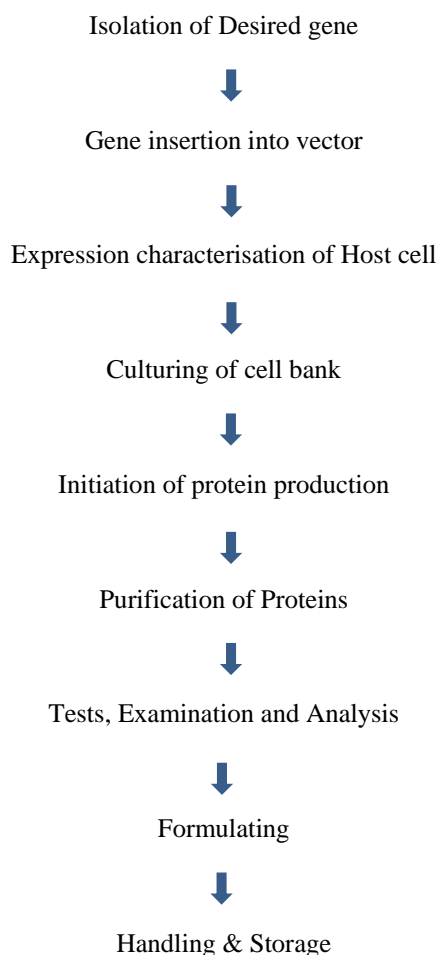 Isolation of Desired gene
Gene insertion into vector
Expression characterisation of Host cell
Culturing of cell bank
Initiation of protein production
Purification of Proteins
Tests, Examination and Analysis
Formulating
Handling & Storage